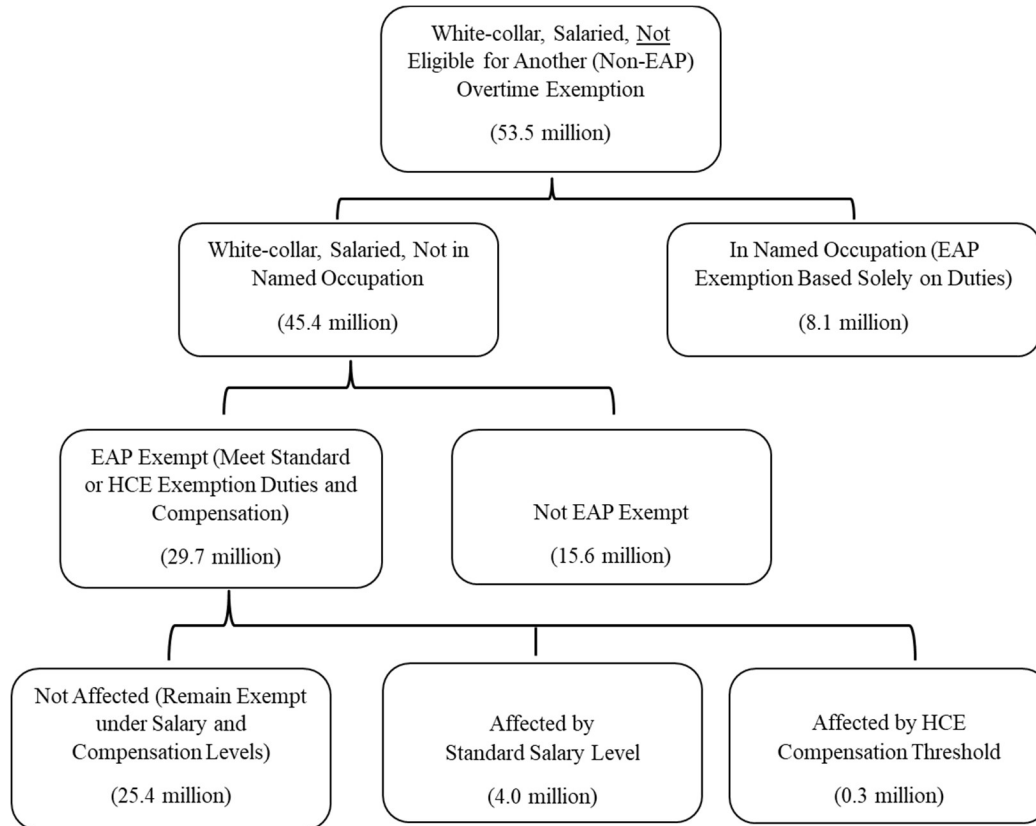 White-collar, Salaried, Not
Eligible for Another (Non-EAP)
Overtime Exemption
(53.5 million)
White-collar, Salaried, Not in
Named Occupation
(45.4 million)
In Named Occupation (EAP
Exemption Based Solely on Duties)
(8.1 million)
EAP Exempt (Meet Standard
or HCE Exemption Duties and
Compensation)
(29.7 million)
Not EAP Exempt
(15.6 million)
Not Affected (Remain Exempt
under Salary and
Compensation Levels)
(25.4 million)
Affected by
Standard Salary Level
(4.0 million)
Affected by HCE
Compensation Threshold
(0.3 million)